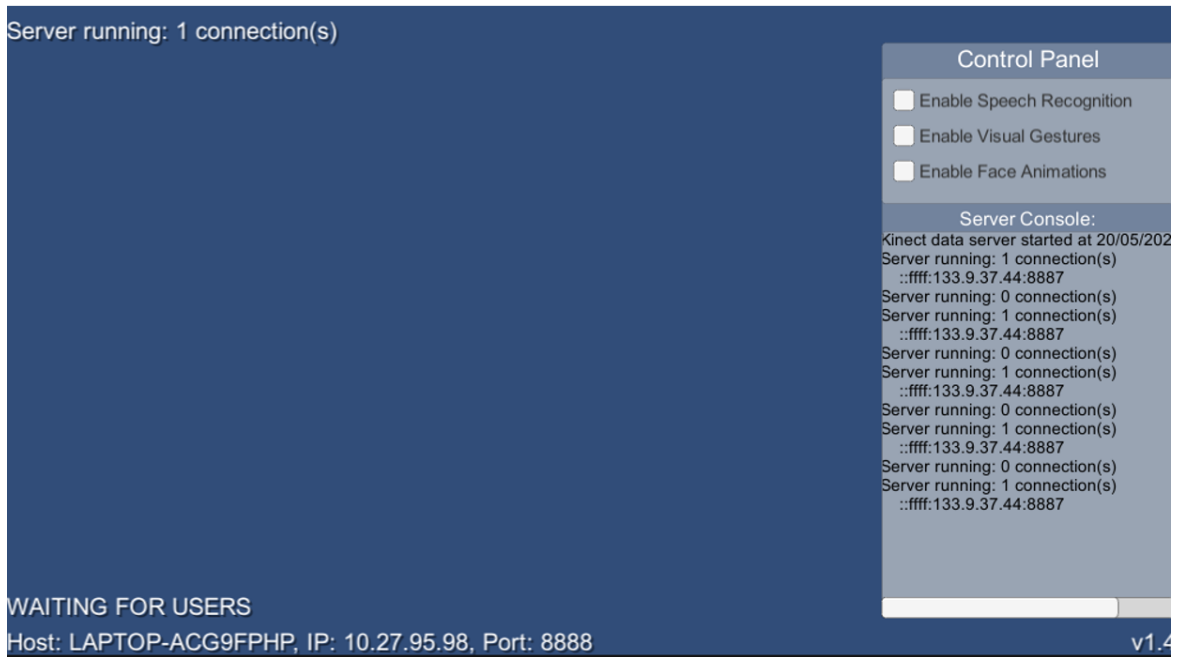 Server running: 1 connection(s)
Control Panel
Enable Speech Recognition
Enable Visual Gestures
Enable Face Animations
Server Console:
Kinect data server started at 20/05/202
Server running: 1 connection(s)
::ffff:133.9.37.44:8887
Server running: 0 connection(s)
Server running: 1 connection(s)
::ffff:133.9.37.44:8887
Server running: 0 connection(s)
Server running: 1 connection(s)
::ffff:133.9.37.44:8887
Server running: 0 connection(s)
Server running: 1 connection(s)
::ffff:133.9.37.44:8887
Server running: 0 connection(s)
Server running: 1 connection(s)
::ffff:133.9.37.44:8887
WAITING FOR USERS
Host: LAPTOP-ACG9FPHP, IP: 10.27.95.98, Port: 8888
v1.4